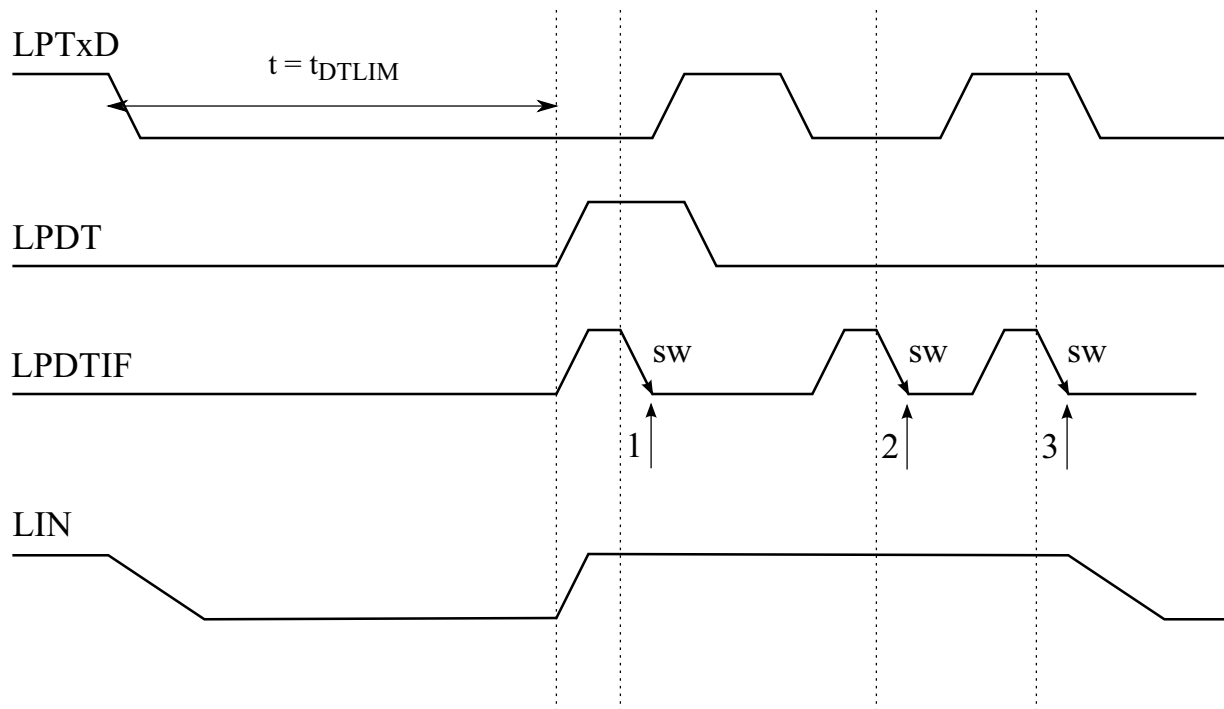 LPTxD
t = tDTLIM
LPDT
LPDTIF
sw
sw
sw
1
2
3
LIN